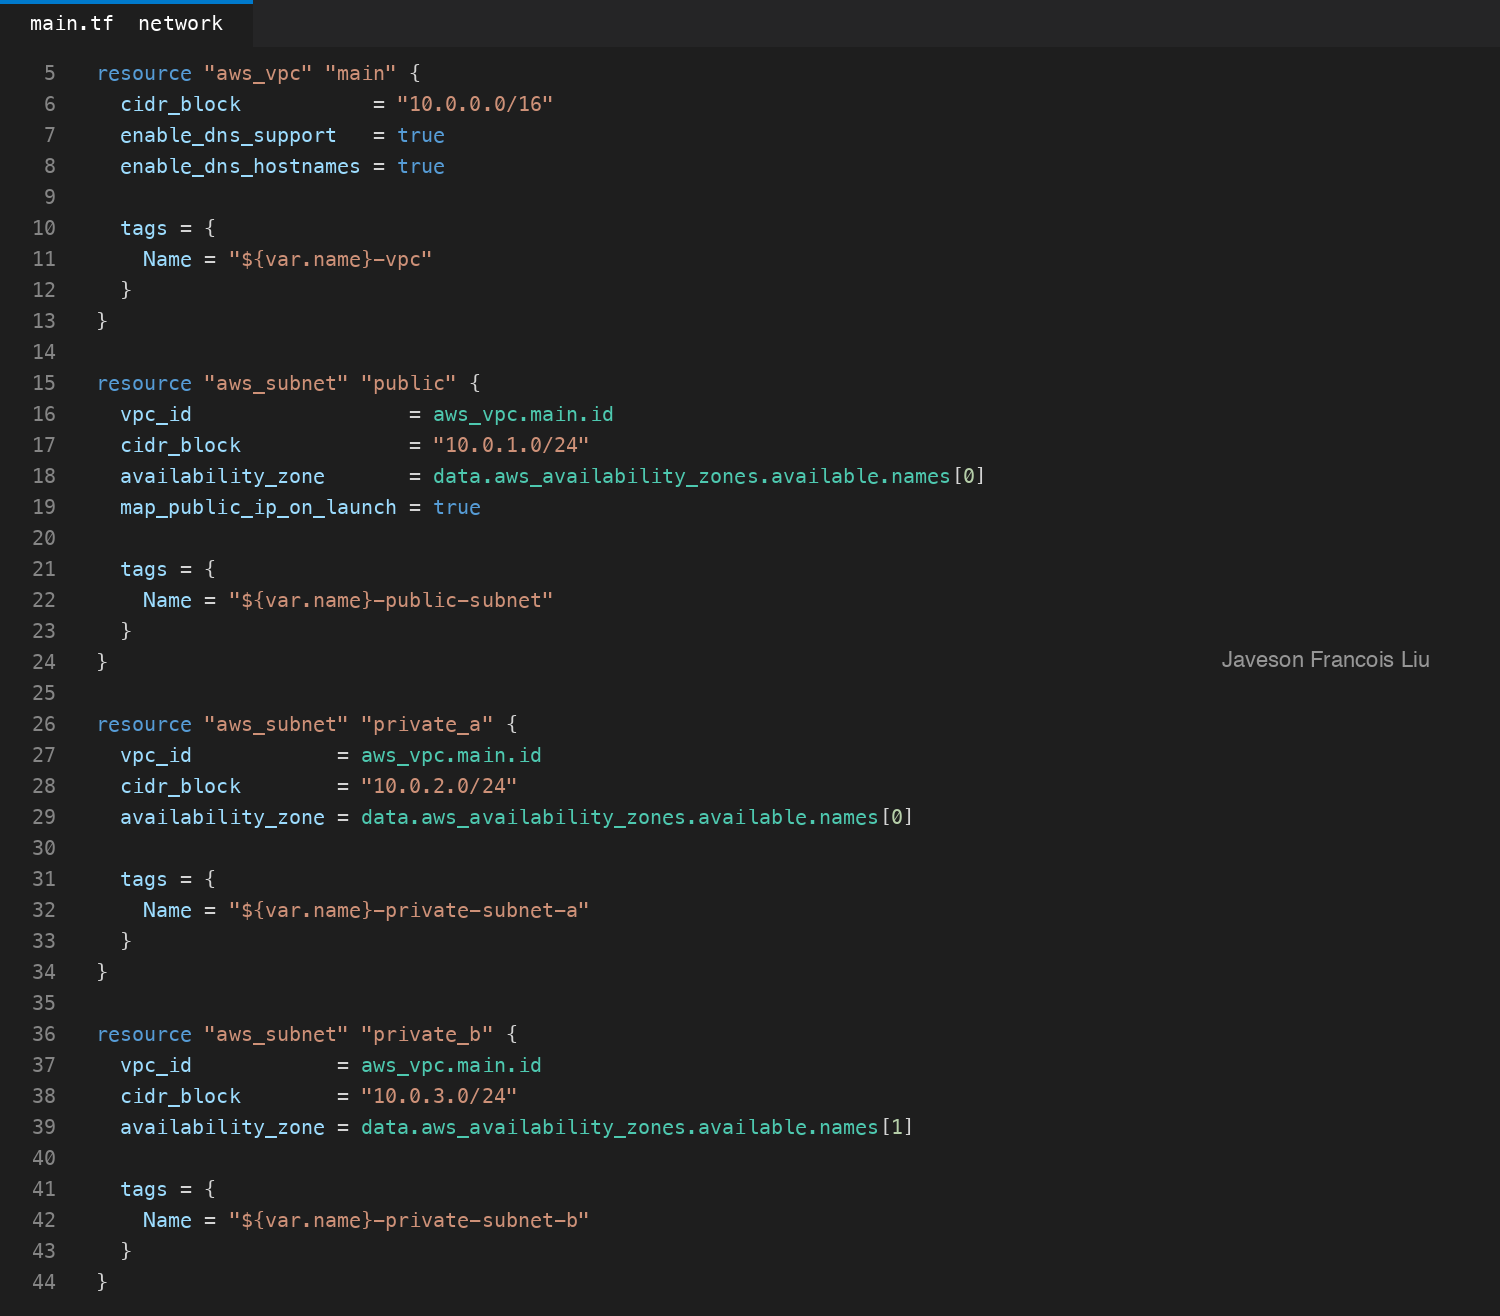 main.tf  network
5 resource "aws_vpc" "main" {
6   cidr_block           = "10.0.0.0/16"
7   enable_dns_support   = true
8   enable_dns_hostnames = true
9
10   tags = {
11     Name = "${var.name}-vpc"
12   }
13 }
14
15 resource "aws_subnet" "public" {
16   vpc_id                  = aws_vpc.main.id
17   cidr_block              = "10.0.1.0/24"
18   availability_zone       = data.aws_availability_zones.available.names[0]
19   map_public_ip_on_launch = true
20
21   tags = {
22     Name = "${var.name}-public-subnet"
23   }
24 }
Javeson Francois Liu
25
26 resource "aws_subnet" "private_a" {
27   vpc_id            = aws_vpc.main.id
28   cidr_block        = "10.0.2.0/24"
29   availability_zone = data.aws_availability_zones.available.names[0]
30
31   tags = {
32     Name = "${var.name}-private-subnet-a"
33   }
34 }
35
36 resource "aws_subnet" "private_b" {
37   vpc_id            = aws_vpc.main.id
38   cidr_block        = "10.0.3.0/24"
39   availability_zone = data.aws_availability_zones.available.names[1]
40
41   tags = {
42     Name = "${var.name}-private-subnet-b"
43   }
44 }